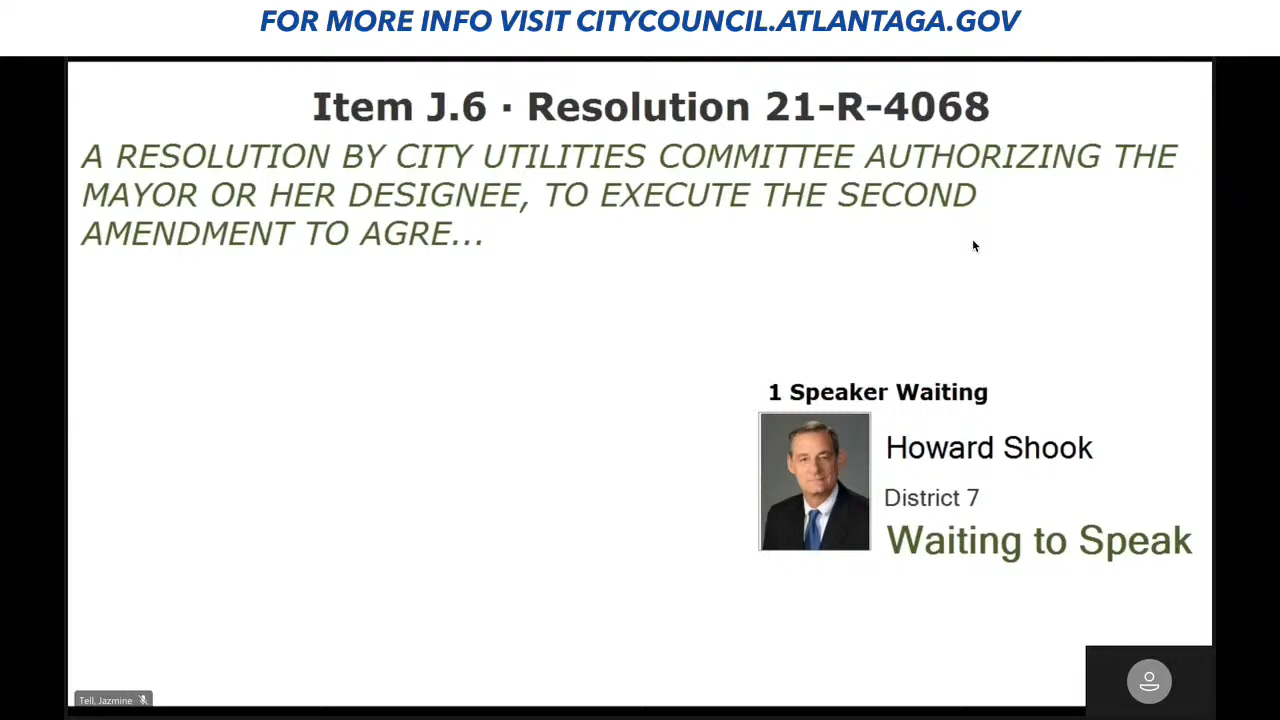 FOR MORE INFO VISIT CITYCOUNCIL.ATLANTAGA.GOV
Item J.6 · Resolution 21-R-4068
A RESOLUTION BY CITY UTILITIES COMMITTEE AUTHORIZING THE
MAYOR OR HER DESIGNEE, TO EXECUTE THE SECOND
AMENDMENT TO AGRE...
1 Speaker Waiting
Howard Shook
District 7
Waiting to Speak
Tell, Jazmine